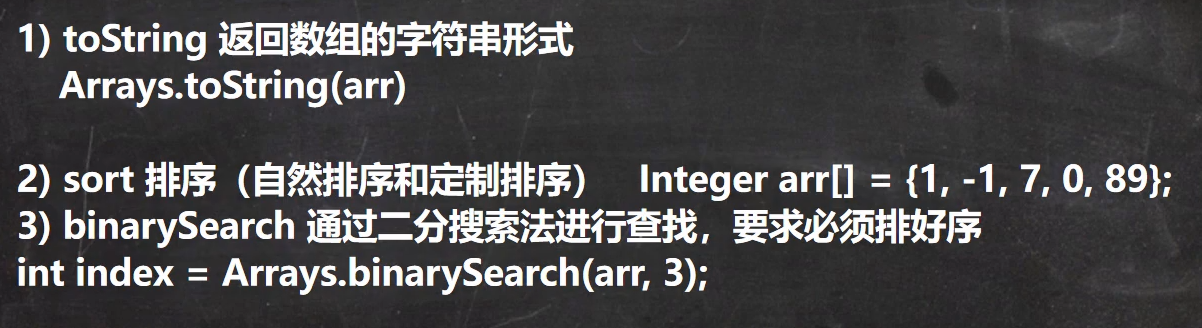 1) toString 返回数组的字符串形式
Arrays.toString(arr)
2) sort 排序（自然排序和定制排序） Integer arr[] = {1, -1, 7, 0, 89};
3) binarySearch 通过二分搜索法进行查找，要求必须排好序
int index = Arrays.binarySearch(arr, 3);